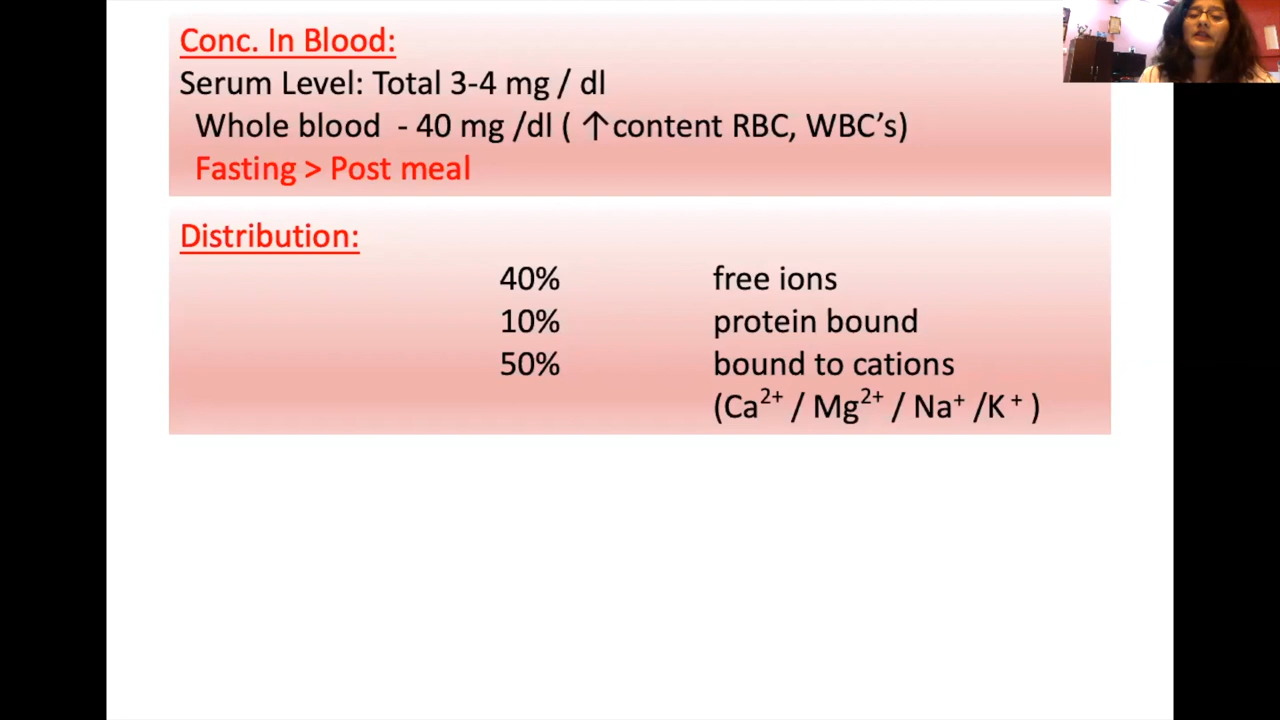 Conc. In Blood:
Serum Level: Total 3-4 mg / dl
Whole blood - 40 mg /dl ( ↑content RBC, WBC's)
Fasting > Post meal
Distribution:
40% free ions
10% protein bound
50% bound to cations
(Ca²⁺ / Mg²⁺ / Na⁺ /K ⁺ )